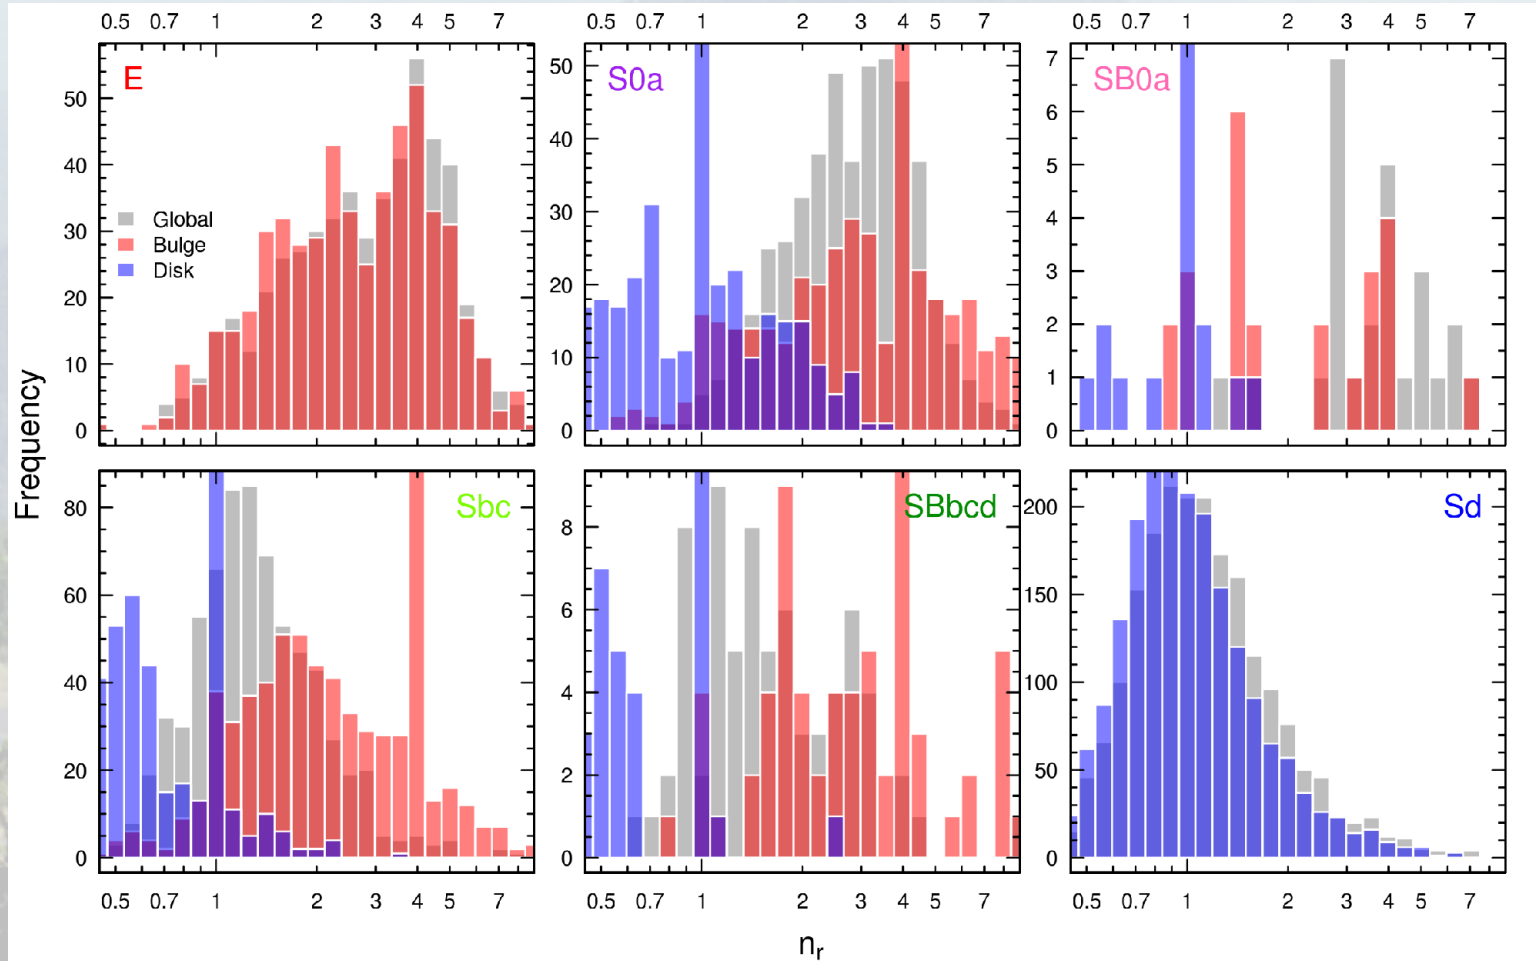 0.5 0.7 1 2 3 4 5 7 0.5 0.7 1 2 3 4 5 7 0.5 0.7 1 2 3 4 5 7
E
Global
Bulge
Disk
0 10 20 30 40 50
S0a
0 10 20 30 40 50
SB0a
0 1 2 3 4 5 6 7
Frequency
Sbc
0 20 40 60 80
SBbcd
0 2 4 6 8
Sd
0 50 100 150 200
0.5 0.7 1 2 3 4 5 7 0.5 0.7 1 2 3 4 5 7 0.5 0.7 1 2 3 4 5 7
nr